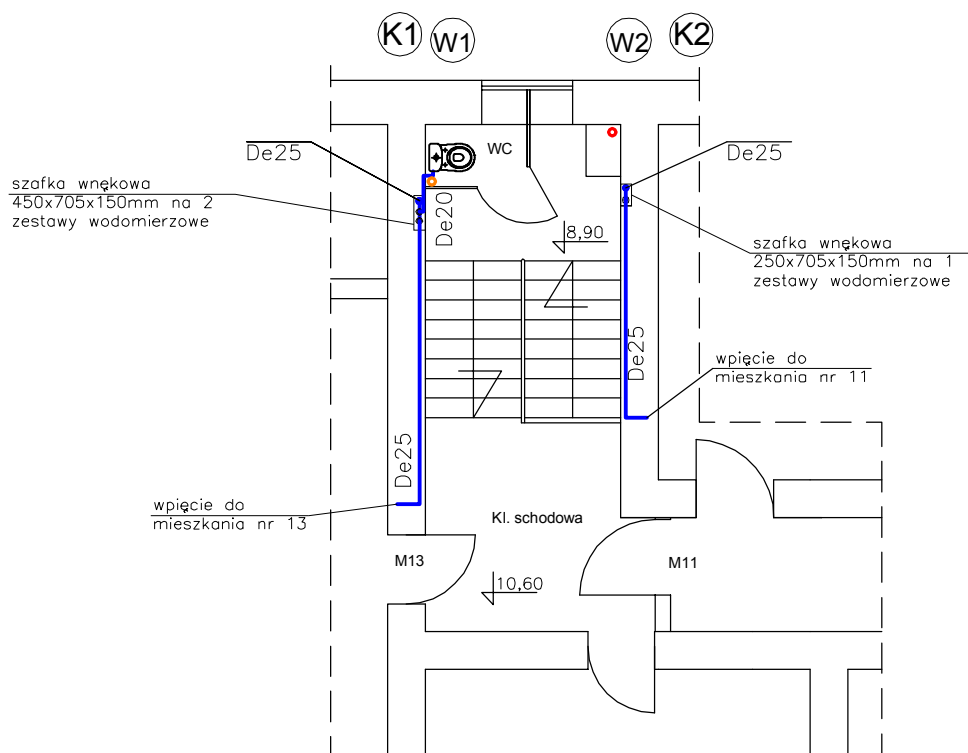 K1 W1 W2 K2
De25
WC
De25
szafka wnękowa
450x705x150mm na 2
zestawy wodomierzowe
De20
8,90
szafka wnękowa
250x705x150mm na 1
zestawy wodomierzowe
De25
wpięcie do
mieszkania nr 11
De25
wpięcie do
mieszkania nr 13
Kl. schodowa
M13
M11
10,60